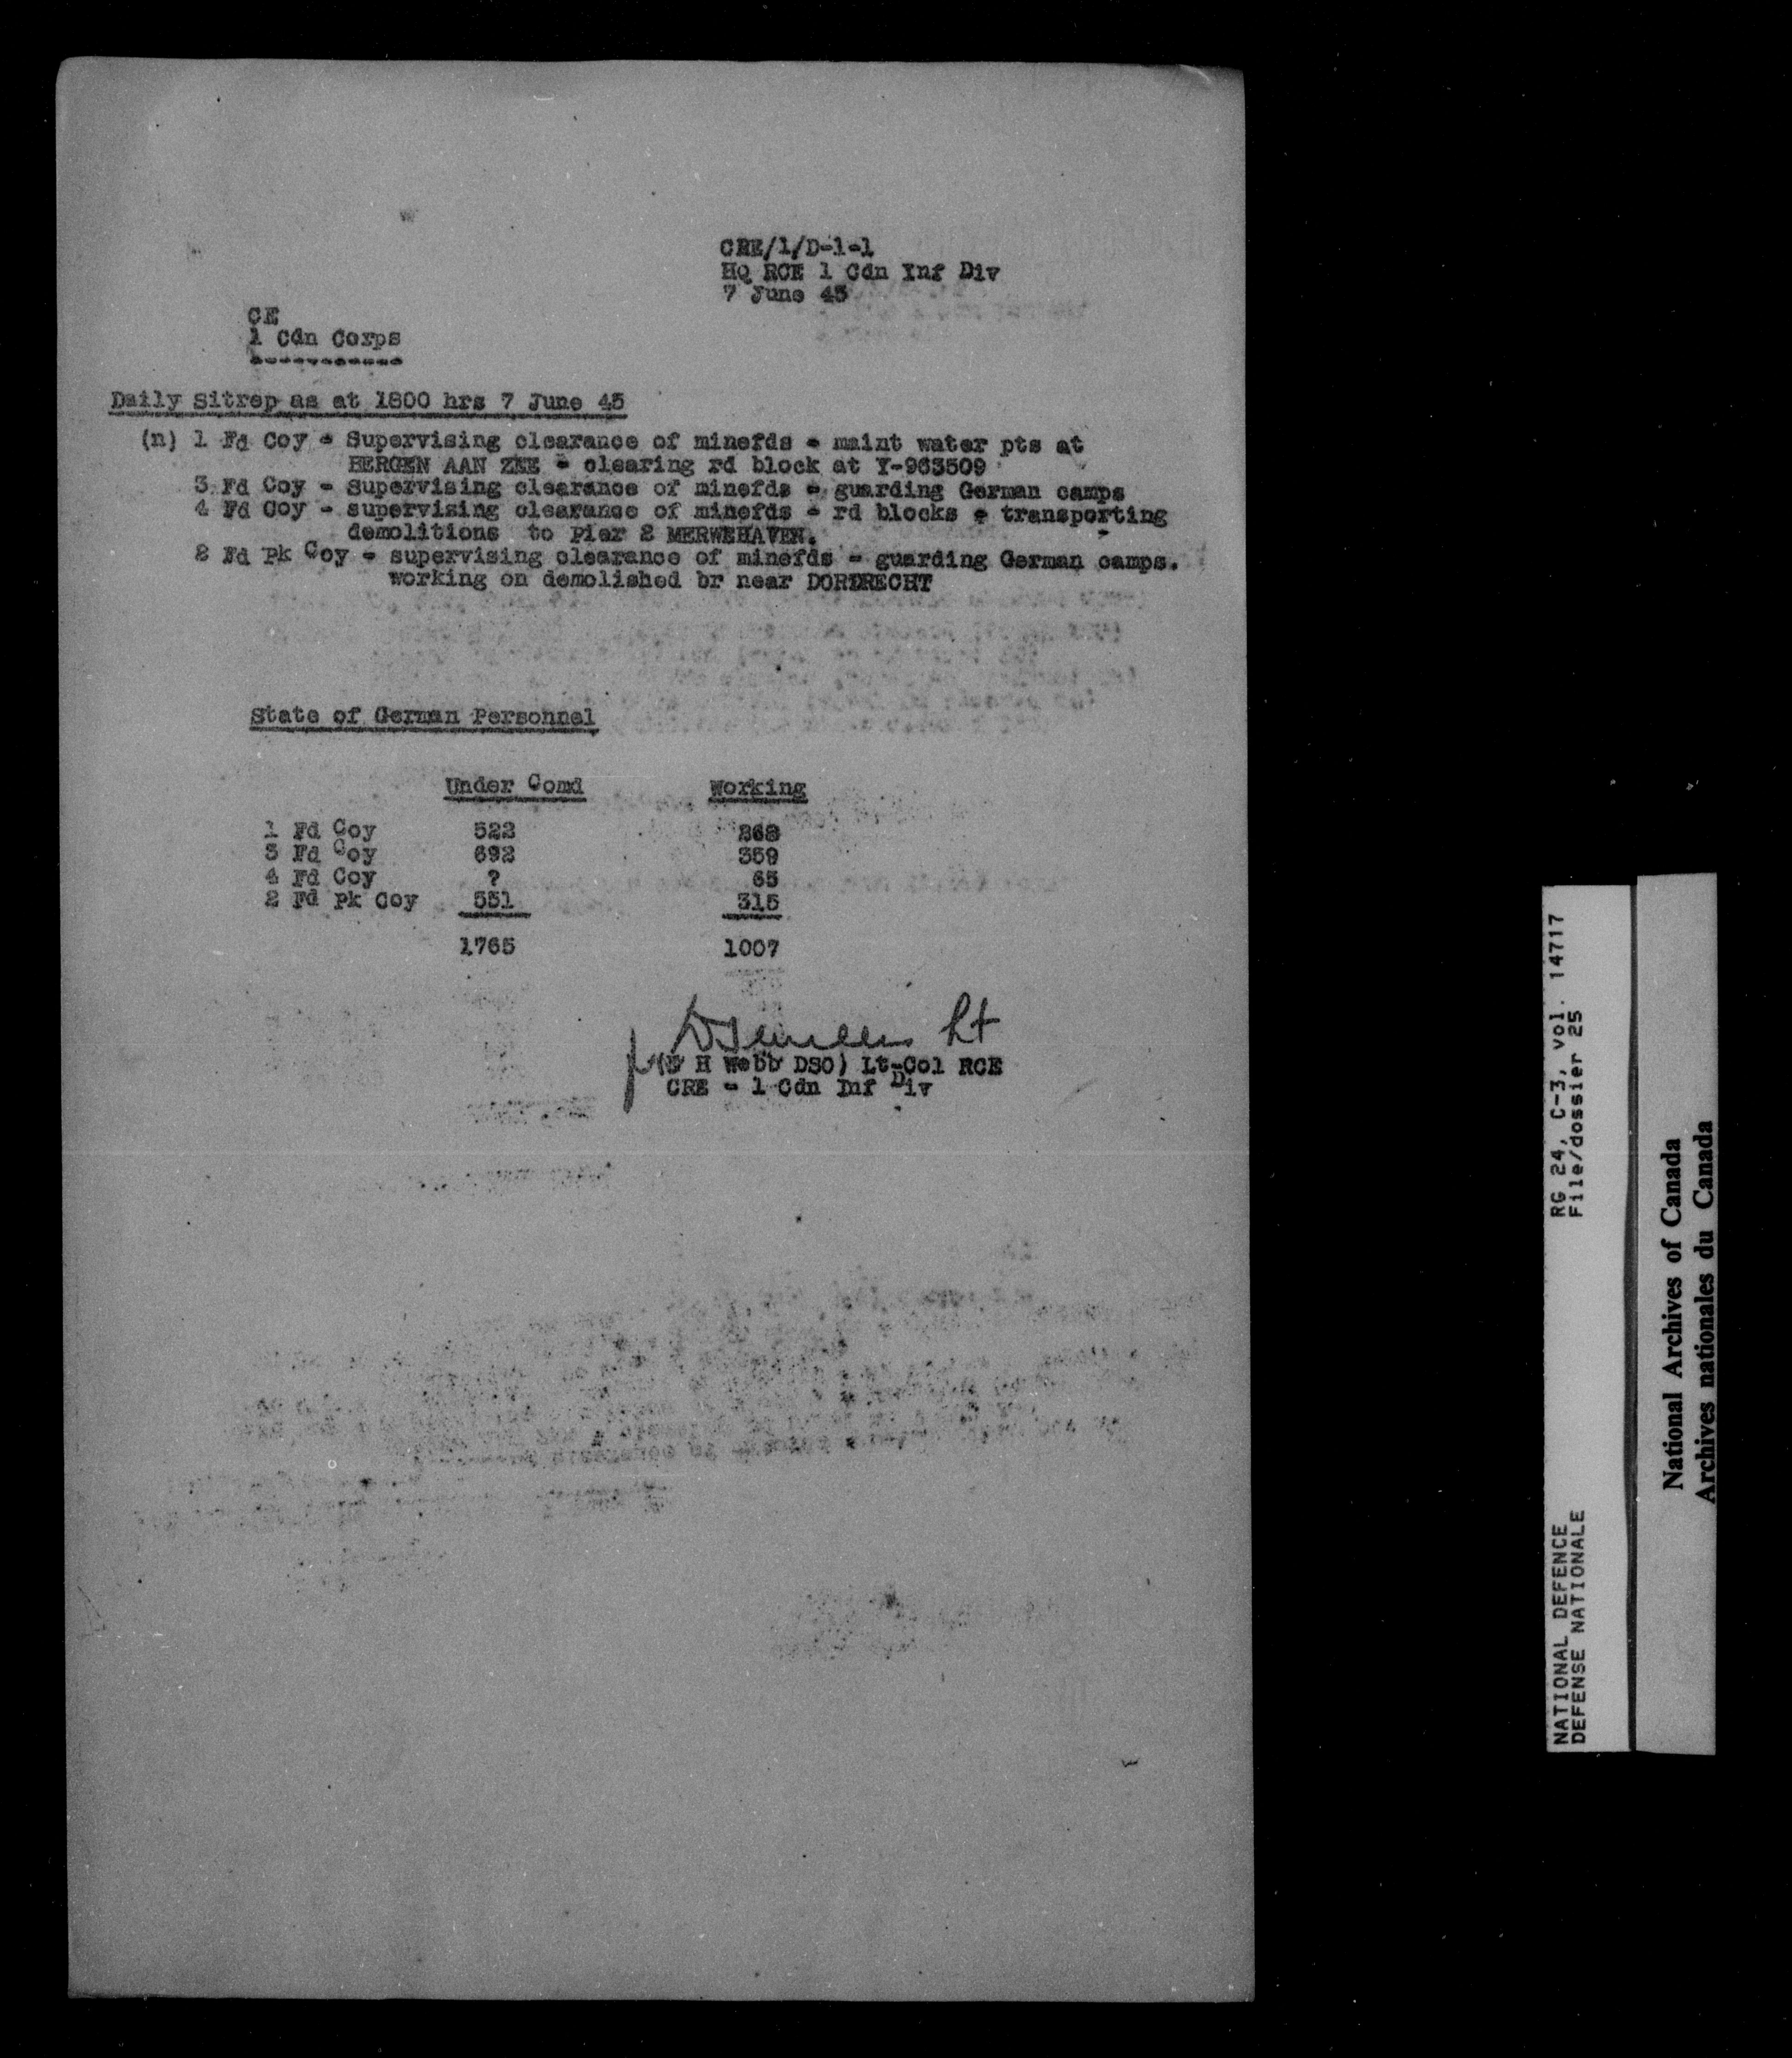 CRE/1/D-1-1
HQ RCE 1 Cdn Inf Div
7 June 45
CE
1 Cdn Corps
-----------
Daily Sitrep as at 1800 hrs 7 June 45
(n) 1 Fd Coy - Supervising clearance of minefds - maint water pts at
BERGEN AAN ZEE - clearing rd block at Y-963509
3 Fd Coy - Supervising clearance of minefds - guarding German camps
4 Fd Coy - supervising clearance of minefds - rd blocks - transporting
demolitions to Pier 2 MERWEHAVEN.
2 Fd Pk Coy - supervising clearance of minefds - guarding German camps.
working on demolished br near DORDRECHT
State of German Personnel
Under Comd Working
1 Fd Coy 522 268
3 Fd Coy 692 359
4 Fd Coy ? 65
2 Fd Pk Coy 551 315
1765 1007
Lt
H Webb DSO) Lt-Col RCE
CRE - 1 Cdn Inf Div
RG 24, C-3, vol. 14717
File/dossier 25
NATIONAL DEFENCE
DEFENSE NATIONALE
National Archives of Canada
Archives nationales du Canada